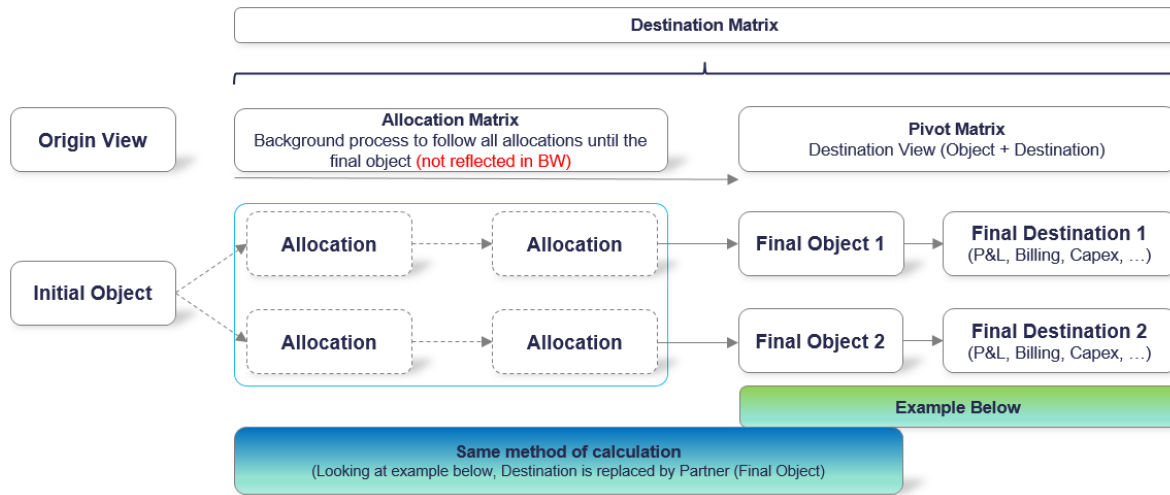 Destination Matrix
Origin View
Allocation Matrix
Background process to follow all allocations until the
final object (not reflected in BW)
Pivot Matrix
Destination View (Object + Destination)
Initial Object
Allocation
Allocation
Final Object 1
Final Destination 1
(P&L, Billing, Capex, …)
Allocation
Allocation
Final Object 2
Final Destination 2
(P&L, Billing, Capex, …)
Example Below
Same method of calculation
(Looking at example below, Destination is replaced by Partner (Final Object)